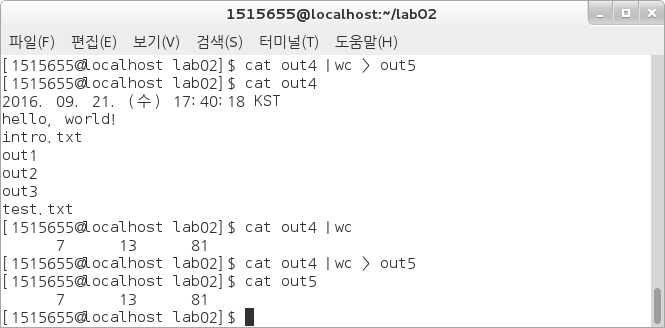 1515655@localhost:~/lab02
파일(F) 편집(E) 보기(V) 검색(S) 터미널(T) 도움말(H)
[1515655@localhost lab02]$ cat out4 |wc > out5
[1515655@localhost lab02]$ cat out4
2016. 09. 21. (수) 17:40:18 KST
hello, world!
intro.txt
out1
out2
out3
test.txt
[1515655@localhost lab02]$ cat out4 |wc
7 13 81
[1515655@localhost lab02]$ cat out4 |wc > out5
[1515655@localhost lab02]$ cat out5
7 13 81
[1515655@localhost lab02]$